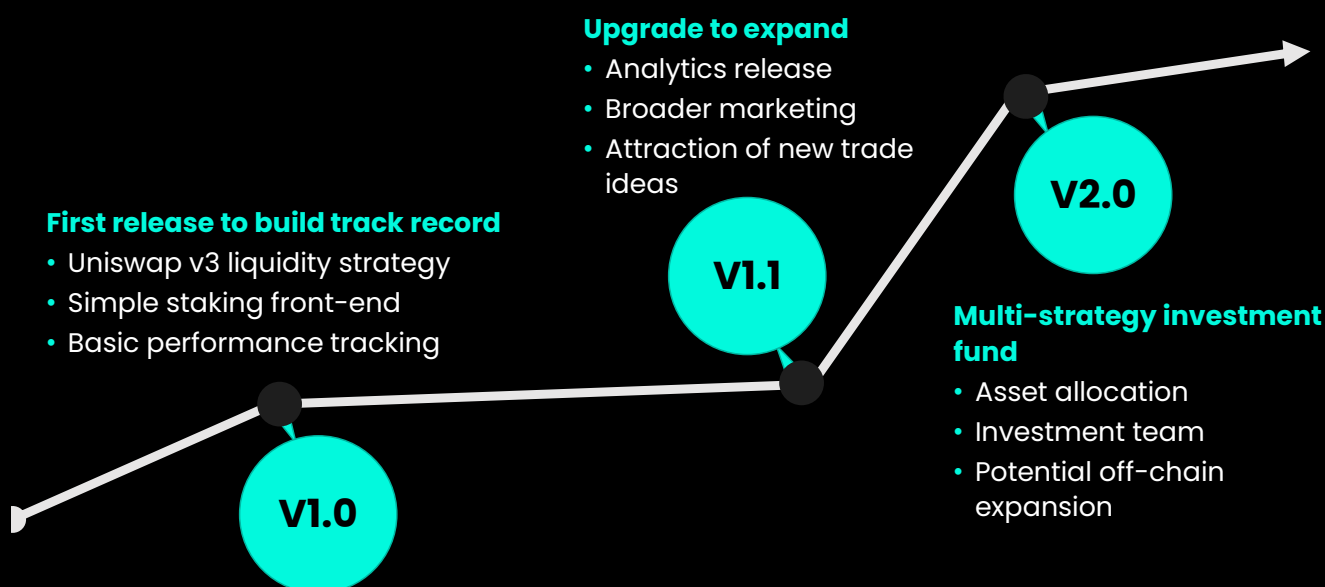 First release to build track record
• Uniswap v3 liquidity strategy
• Simple staking front-end
• Basic performance tracking
V1.0
Upgrade to expand
• Analytics release
• Broader marketing
• Attraction of new trade
ideas
V1.1
V2.0
Multi-strategy investment
fund
• Asset allocation
• Investment team
• Potential off-chain
expansion